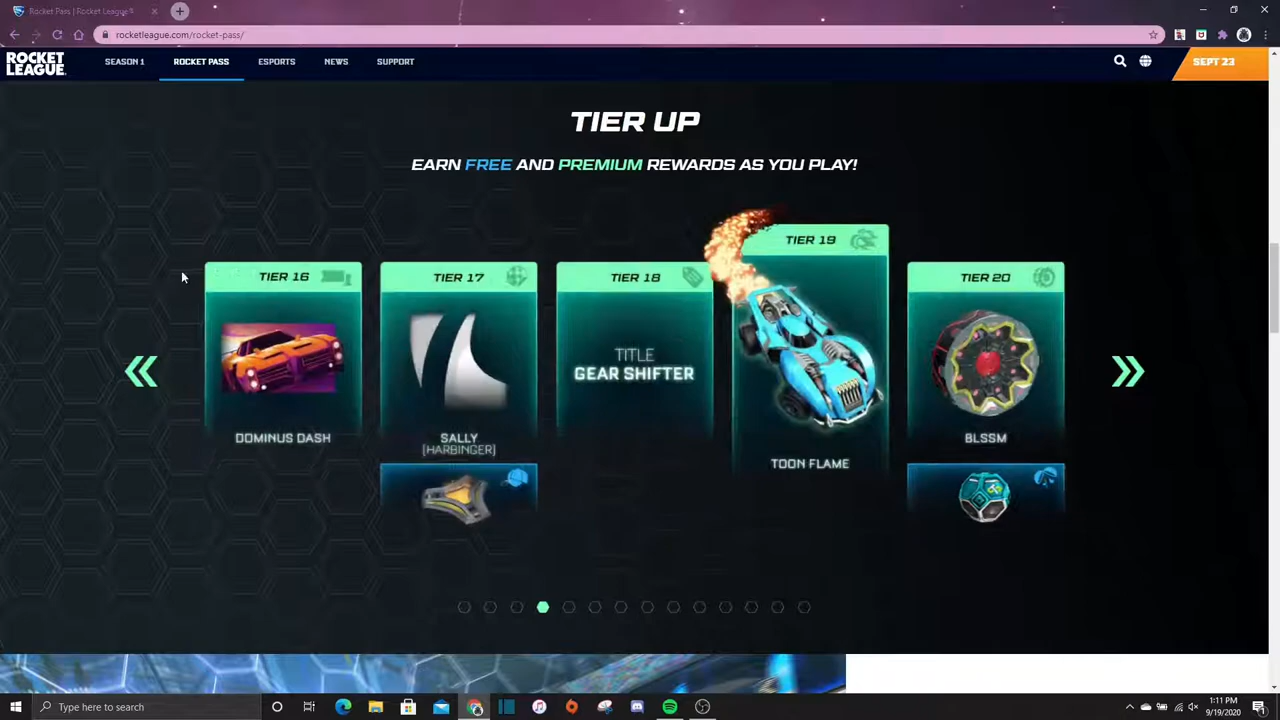 Rocket Pass | Rocket League®
rocketleague.com/rocket-pass/
ROCKET
LEAGUE.
SEASON 1
ROCKET PASS
ESPORTS
NEWS
SUPPORT
SEPT 23
TIER UP
EARN FREE AND PREMIUM REWARDS AS YOU PLAY!
TIER 16
DOMINUS DASH
TIER 17
SALLY
[HARBINGER]
TIER 18
TITLE
GEAR SHIFTER
TIER 19
TOON FLAME
TIER 20
BLSSM
Type here to search
1:11 PM
9/19/2020